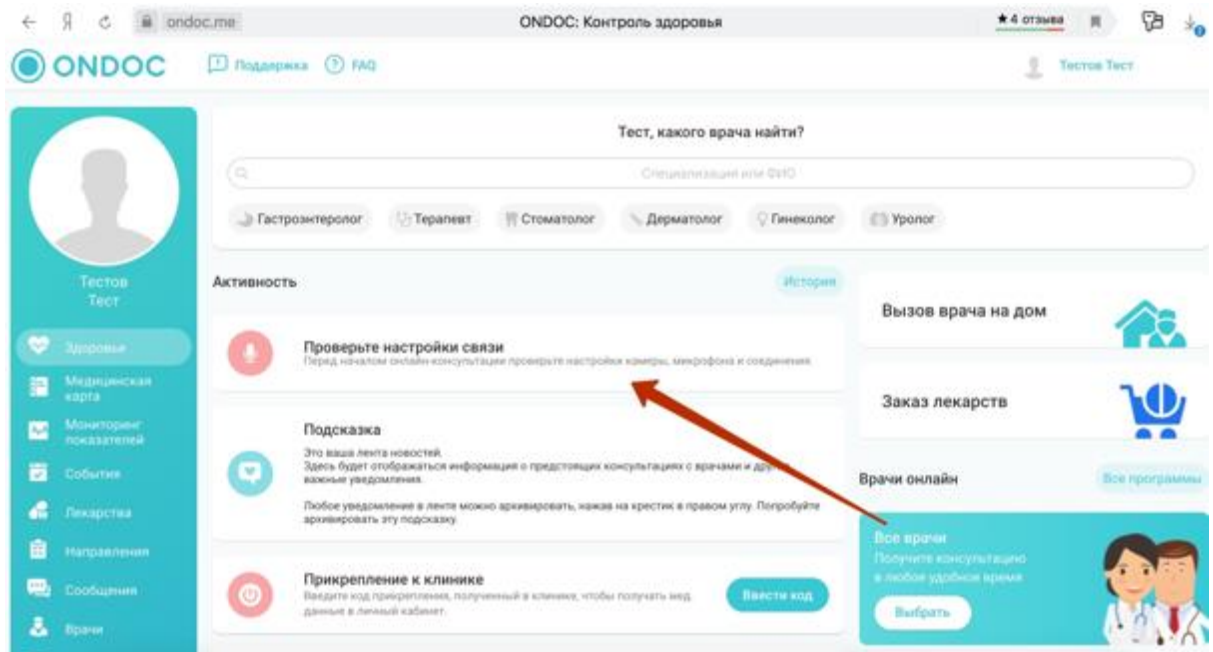 ondoc.me
ONDOC: Контроль здоровья
★ 4 отзыва
ONDOC
Поддержка
FAQ
Тестов Тест
Тест, какого врача найти?
Специализация или ФИО
Гастроэнтеролог
Терапевт
Стоматолог
Дерматолог
Гинеколог
Уролог
Тестов
Тест
Здоровье
Медицинская
карта
Мониторинг
показателей
События
Лекарства
Направления
Сообщения
Врачи
Активность
История
Проверьте настройки связи
Перед началом онлайн-консультации проверьте настройки камеры, микрофона и соединения.
Подсказка
Это ваша лента новостей.
Здесь будет отображаться информация о предстоящих консультациях с врачами и
важные уведомления.
Любое уведомление в ленте можно архивировать, нажав на крестик в правом углу. Попробуйте
архивировать эту подсказку.
Прикрепление к клинике
Введите код прикрепления, полученный в клинике, чтобы получать мед.
данные в личный кабинет.
Ввести код
Вызов врача на дом
Заказ лекарств
Врачи онлайн
Все программы
Все врачи
Получите консультацию
в любое удобное время
Выбрать